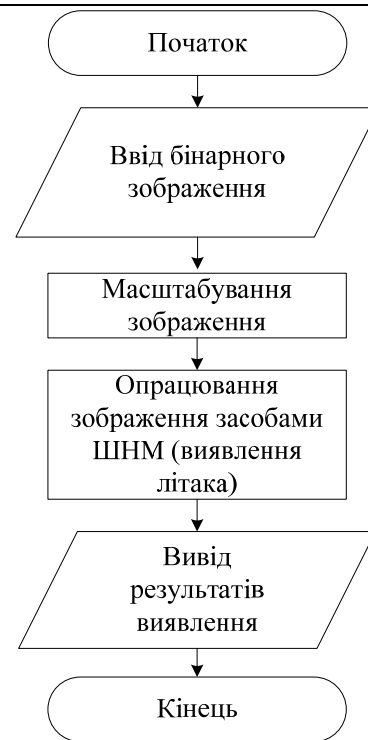 Початок
Ввід бінарного
зображення
Масштабування
зображення
Опрацювання
зображення засобами
ШНМ (виявлення
літака)
Вивід
результатів
виявлення
Кінець